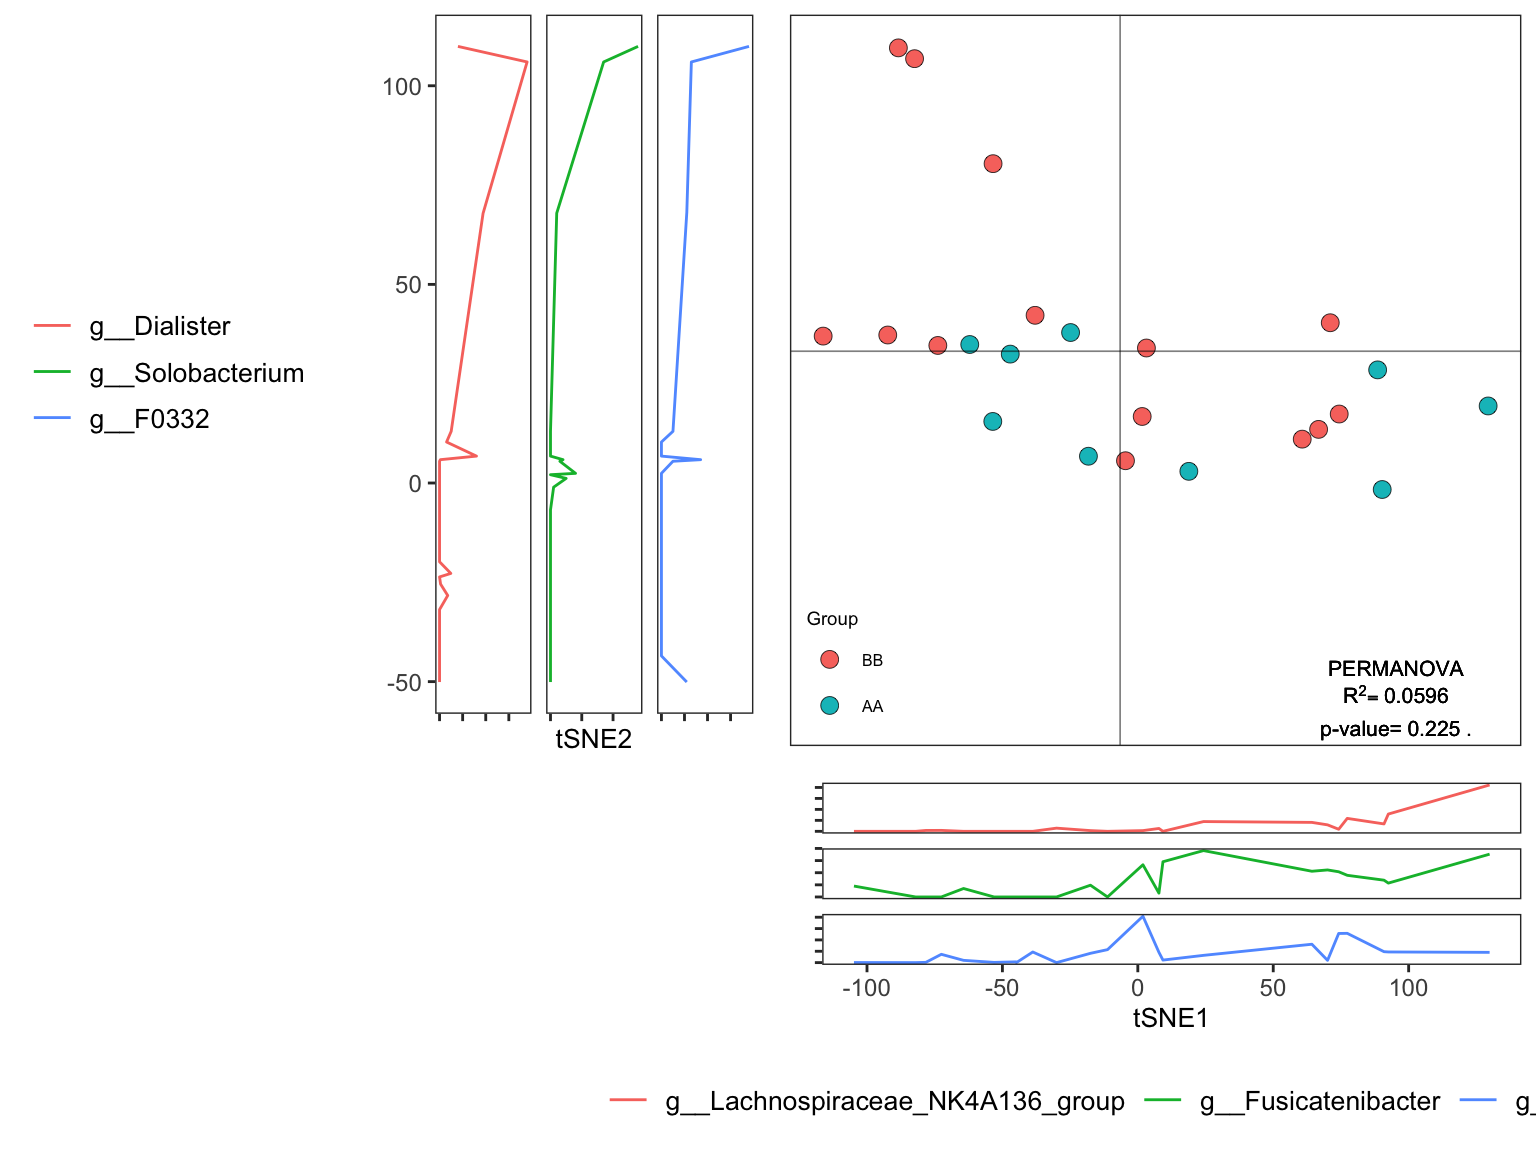 100
50
0
-50
g__Dialister
g__Solobacterium
g__F0332
tSNE2
Group
BB
AA
PERMANOVA
R²= 0.0596
p-value= 0.225 .
-100 -50 0 50 100
tSNE1
g__Lachnospiraceae_NK4A136_group g__Fusicatenibacter g_